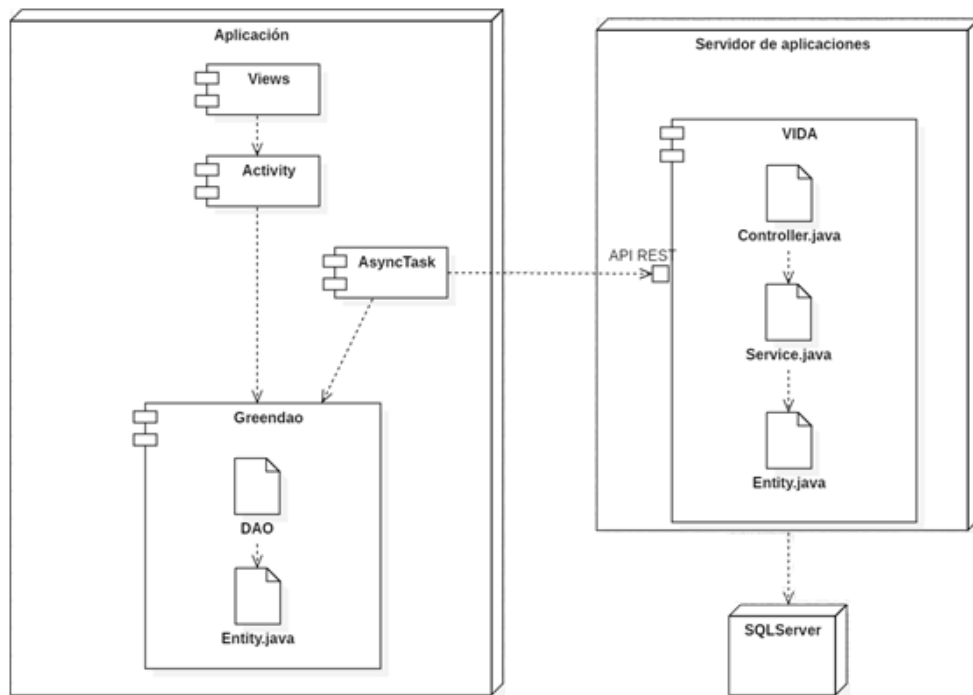 Aplicación
Views
Activity
AsyncTask
Greendao
DAO
Entity.java
Servidor de aplicaciones
VIDA
API REST
Controller.java
Service.java
Entity.java
SQLServer